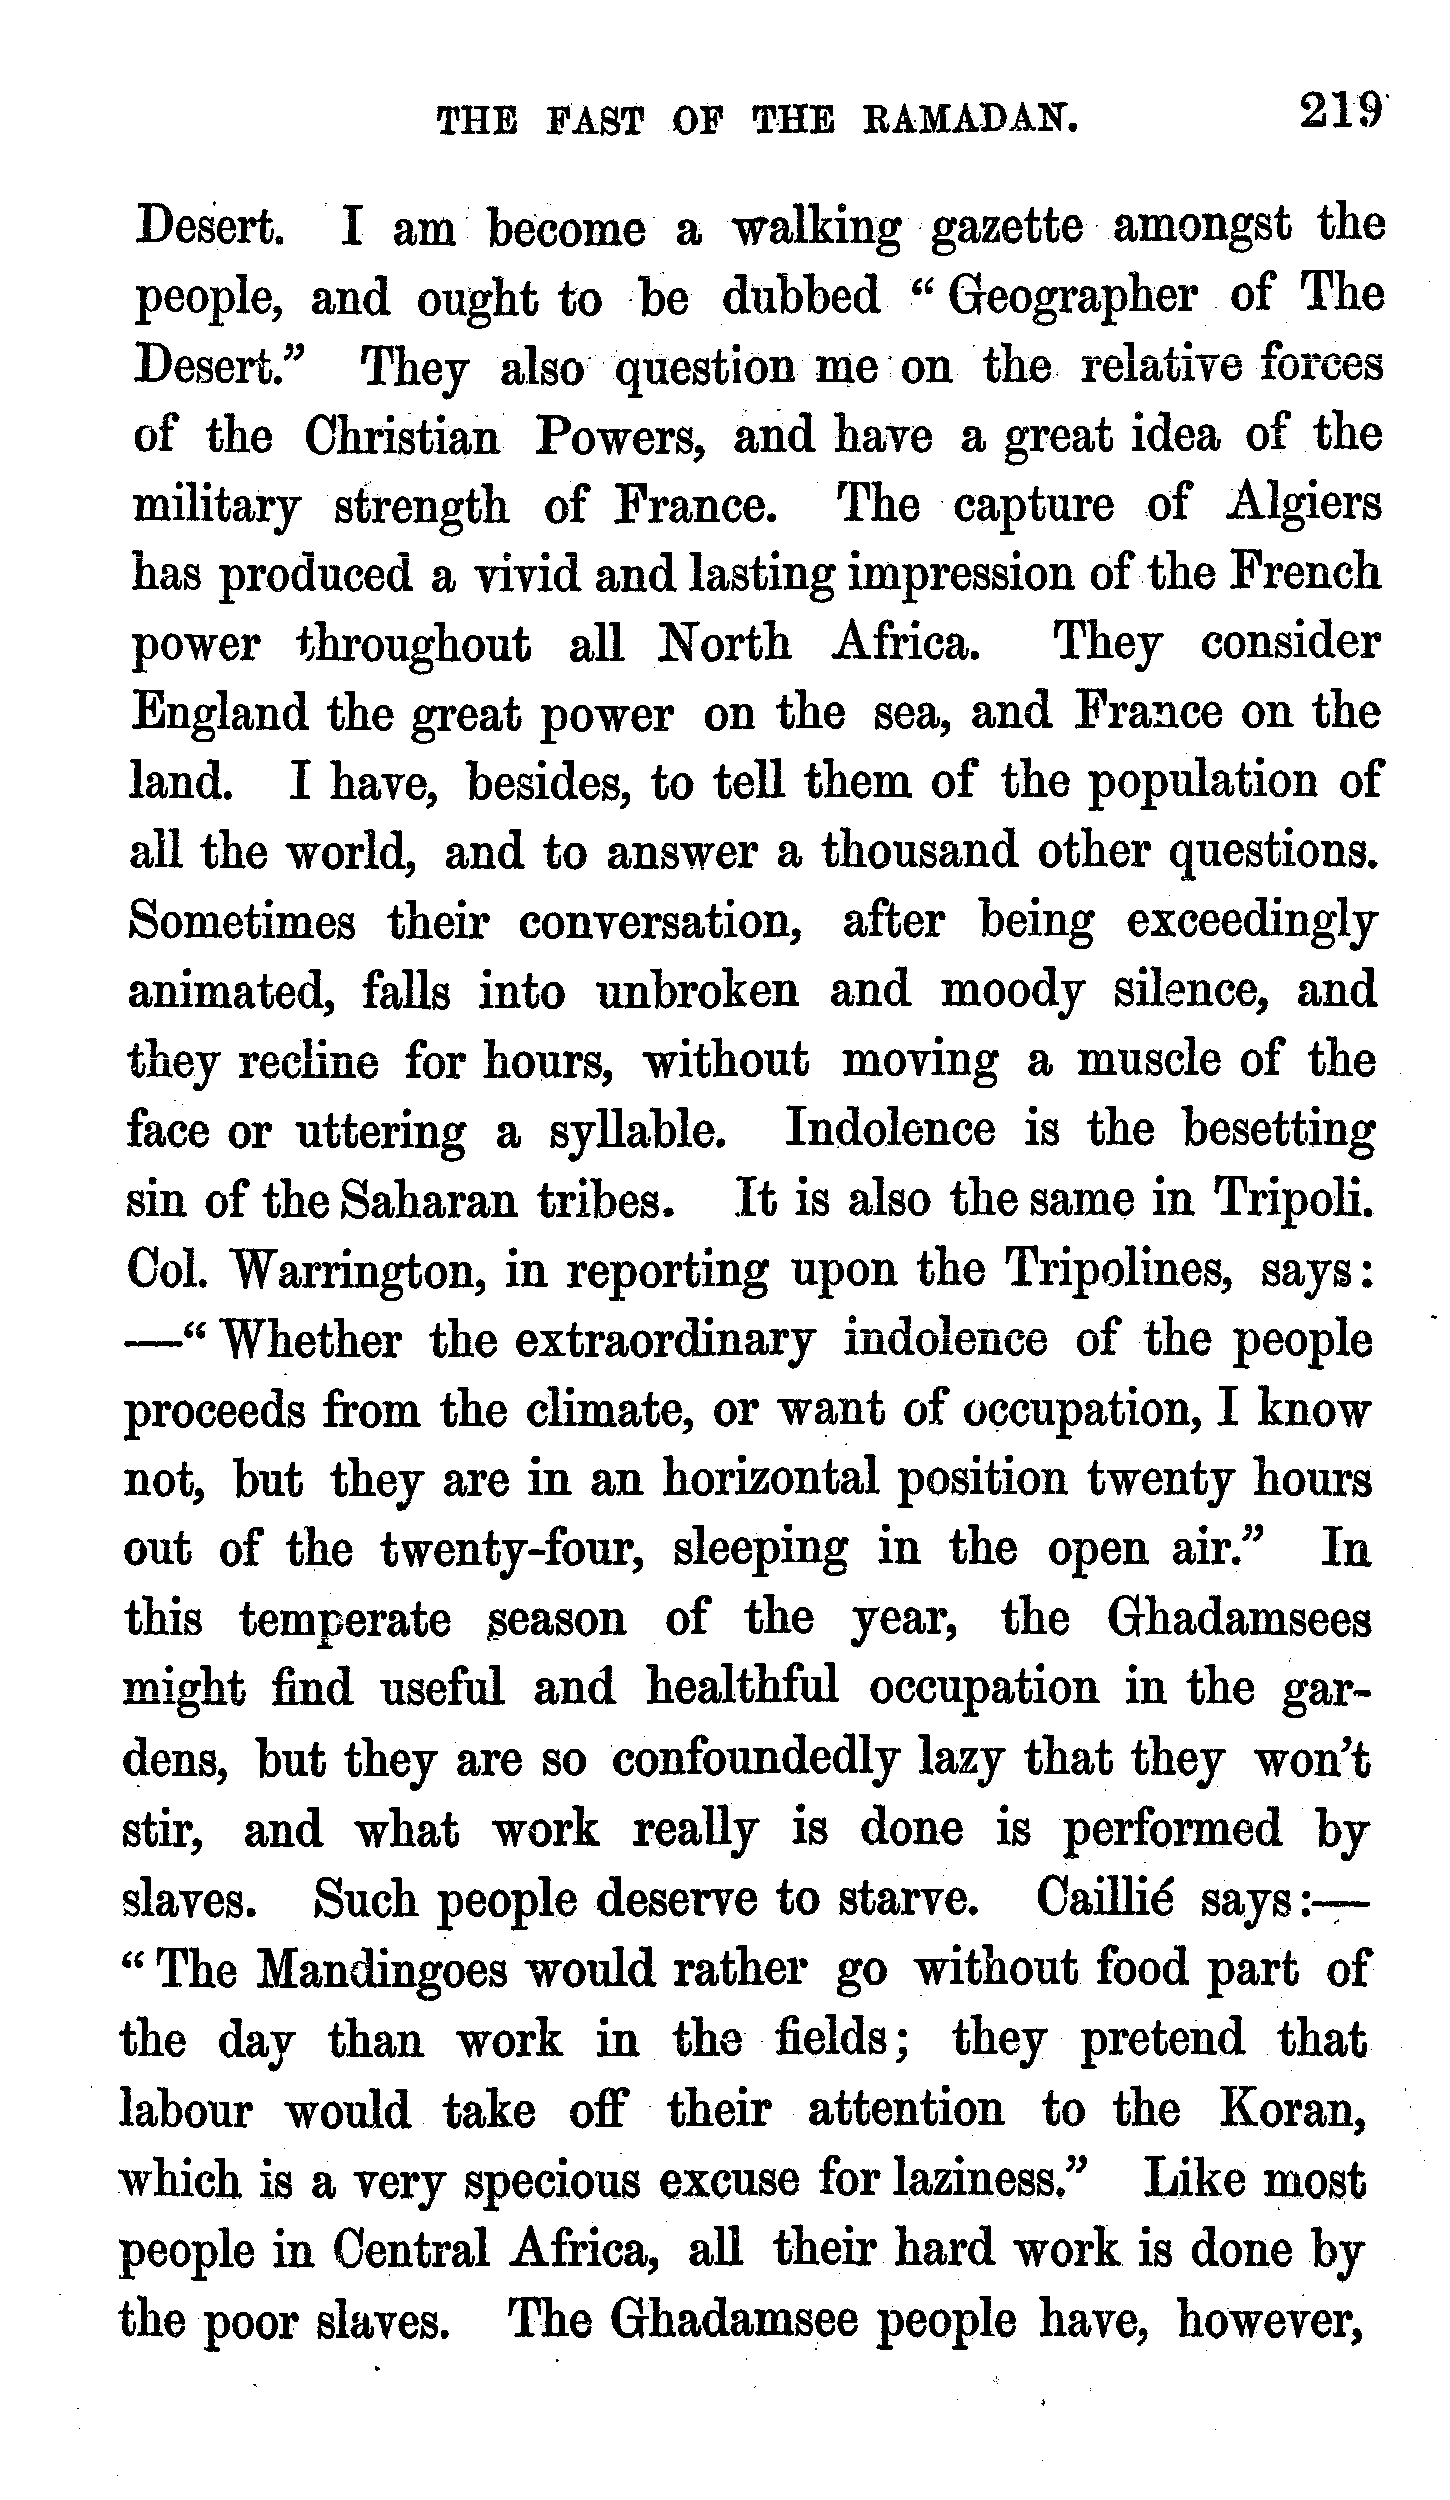 THE FAST OF THE RAMADAN. 219
Desert. I am become a walking gazette amongst the
people, and ought to be dubbed “ Geographer of The
Desert.” They also question me on the relative forces
of the Christian Powers, and have a great idea of the
military strength of France. The capture of Algiers
has produced a vivid and lasting impression of the French
power throughout all North Africa. They consider
England the great power on the sea, and France on the
land. I have, besides, to tell them of the population of
all the world, and to answer a thousand other questions.
Sometimes their conversation, after being exceedingly
animated, falls into unbroken and moody silence, and
they recline for hours, without moving a muscle of the
face or uttering a syllable. Indolence is the besetting
sin of the Saharan tribes. It is also the same in Tripoli.
Col. Warrington, in reporting upon the Tripolines, says:
—“ Whether the extraordinary indolence of the people
proceeds from the climate, or want of occupation, I know
not, but they are in an horizontal position twenty hours
out of the twenty-four, sleeping in the open air.” In
this temperate season of the year, the Ghadamsees
might find useful and healthful occupation in the gar-
dens, but they are so confoundedly lazy that they won’t
stir, and what work really is done is performed by
slaves. Such people deserve to starve. Caillié says:—
“ The Mandingoes would rather go without food part of
the day than work in the fields; they pretend that
labour would take off their attention to the Koran,
which is a very specious excuse for laziness.” Like most
people in Central Africa, all their hard work is done by
the poor slaves. The Ghadamsee people have, however,